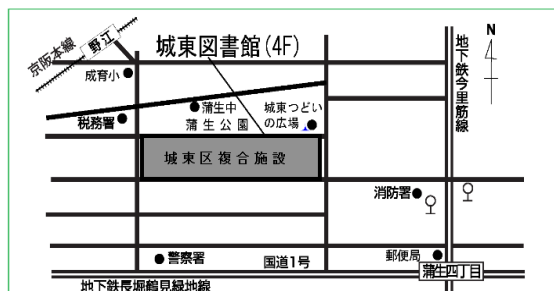 京阪本線
野江
城東図書館(4F)
N
成育小
地下鉄今里筋線
税務署
蒲生中
蒲生公園
城東つどい
の広場
城東区複合施設
消防署
警察署
国道1号
郵便局
蒲生四丁目
地下鉄長堀鶴見緑地線